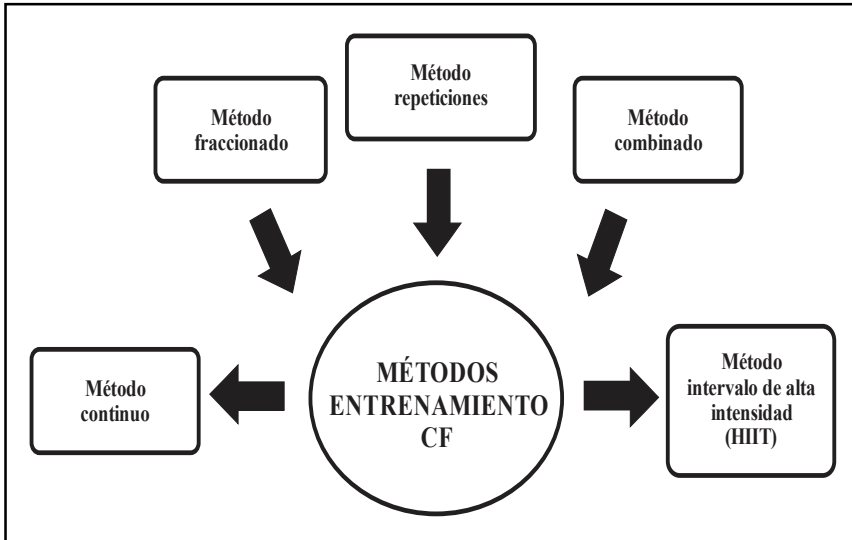 Método
repeticiones
Método
fraccionado
Método
combinado
Método
continuo
MÉTODOS
ENTRENAMIENTO
CF
Método
intervalo de alta
intensidad
(HIIT)